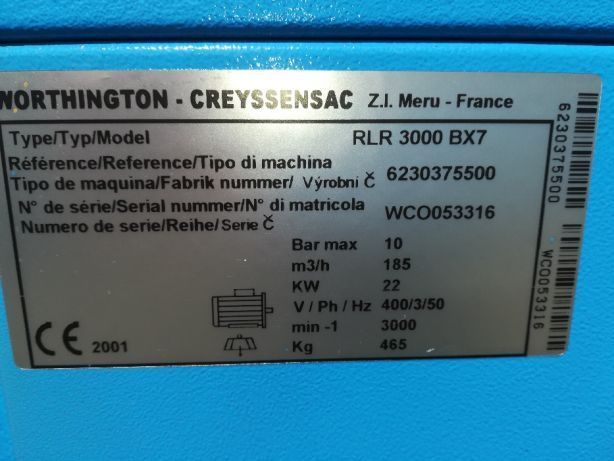 WORTHINGTON - CREYSSENSAC Z.I. Meru - France
Type/Typ/Model RLR 3000 BX7
Référence/Reference/Tipo di machina
Tipo de maquina/Fabrik nummer/ Výrobní Č 6230375500
N° de série/Serial nummer/N° di matricola WCO053316
Numero de serie/Reihe/Serie Č
Bar max 10
m3/h 185
KW 22
V / Ph / Hz 400/3/50
min -1 3000
Kg 465
CE 2001
6230375500
WCO053316